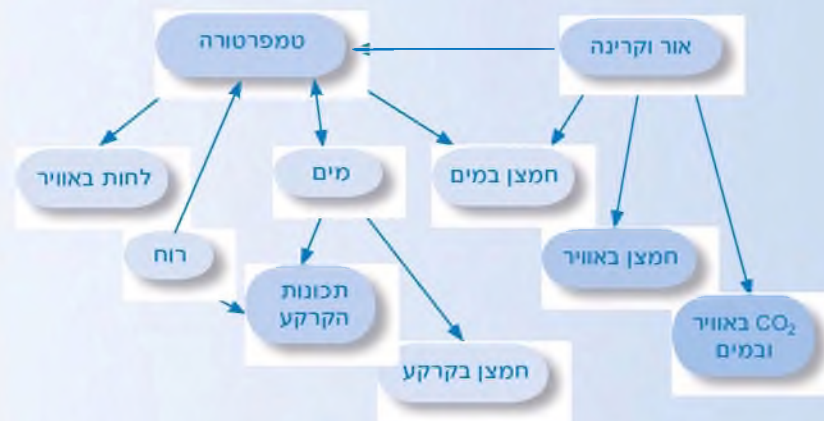 אור וקרינה
טמפרטורה
חמצן במים
מים
לחות באוויר
רוח
חמצן באוויר
תכונות
הקרקע
CO₂ באוויר
ובמים
חמצן בקרקע